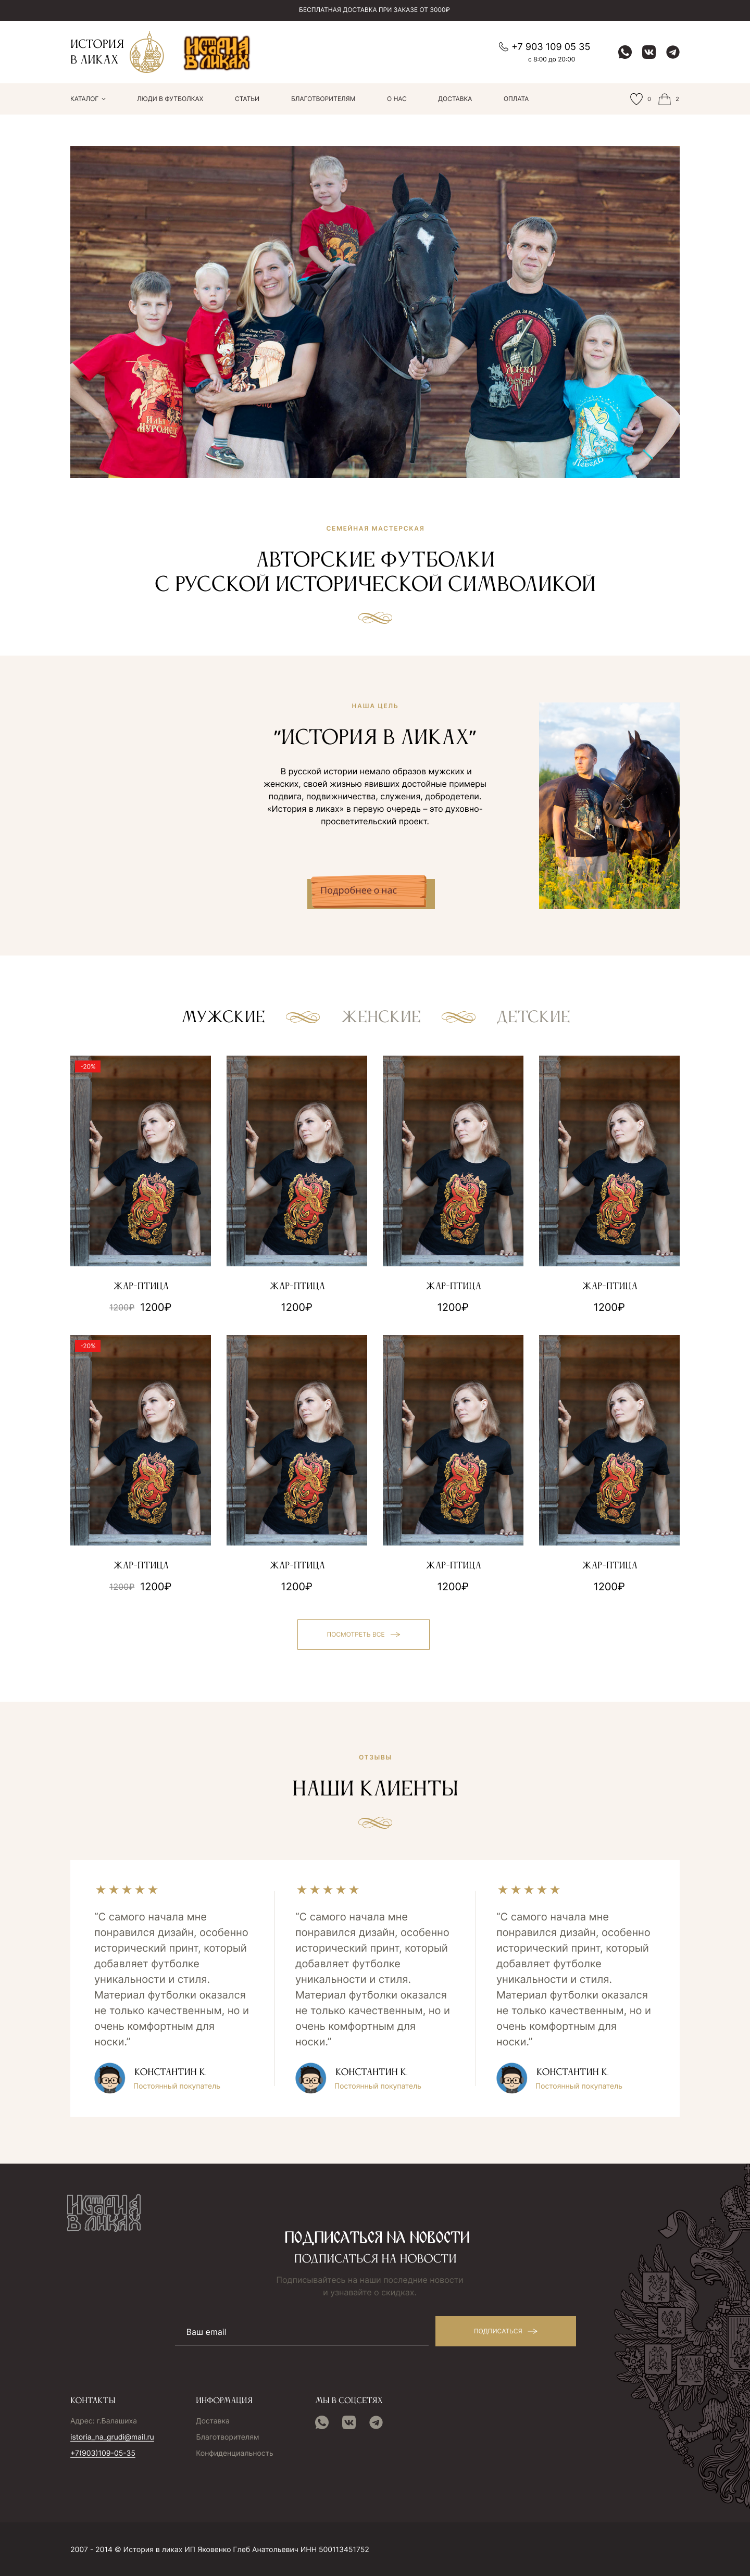 БЕСПЛАТНАЯ ДОСТАВКА ПРИ ЗАКАЗЕ ОТ 3000₽
ИСТОРИЯ
В ЛИКАХ
ИСТОРИЯ
В ЛИКАХ
+7 903 109 05 35
с 8:00 до 20:00
КАТАЛОГ
ЛЮДИ В ФУТБОЛКАХ
СТАТЬИ
БЛАГОТВОРИТЕЛЯМ
О НАС
ДОСТАВКА
ОПЛАТА
0
2
Илья
МУРОМЕЦ
Лебедь
СЕМЕЙНАЯ МАСТЕРСКАЯ
АВТОРСКИЕ ФУТБОЛКИ
С РУССКОЙ ИСТОРИЧЕСКОЙ СИМВОЛИКОЙ
НАША ЦЕЛЬ
"ИСТОРИЯ В ЛИКАХ"
В русской истории немало образов мужских и
женских, своей жизнью явивших достойные примеры
подвига, подвижничества, служения, добродетели.
«История в ликах» в первую очередь – это духовно-
просветительский проект.
Подробнее о нас
МУЖСКИЕ
ЖЕНСКИЕ
ДЕТСКИЕ
-20%
ЖАР-ПТИЦА
ЖАР-ПТИЦА
ЖАР-ПТИЦА
ЖАР-ПТИЦА
1200₽ 1200₽
1200₽
1200₽
1200₽
-20%
ЖАР-ПТИЦА
ЖАР-ПТИЦА
ЖАР-ПТИЦА
ЖАР-ПТИЦА
1200₽ 1200₽
1200₽
1200₽
1200₽
ПОСМОТРЕТЬ ВСЕ
ОТЗЫВЫ
НАШИ КЛИЕНТЫ
"С самого начала мне
понравился дизайн, особенно
исторический принт, который
добавляет футболке
уникальности и стиля.
Материал футболки оказался
не только качественным, но и
очень комфортным для
носки."
КОНСТАНТИН К.
Постоянный покупатель
"С самого начала мне
понравился дизайн, особенно
исторический принт, который
добавляет футболке
уникальности и стиля.
Материал футболки оказался
не только качественным, но и
очень комфортным для
носки."
КОНСТАНТИН К.
Постоянный покупатель
"С самого начала мне
понравился дизайн, особенно
исторический принт, который
добавляет футболке
уникальности и стиля.
Материал футболки оказался
не только качественным, но и
очень комфортным для
носки."
КОНСТАНТИН К.
Постоянный покупатель
ИСТОРИЯ
В ЛИКАХ
ПОДПИСАТЬСЯ НА НОВОСТИ
ПОДПИСАТЬСЯ НА НОВОСТИ
Подписывайтесь на наши последние новости
и узнавайте о скидках.
Ваш email
ПОДПИСАТЬСЯ
КОНТАКТЫ
Адрес: г.Балашиха
istoria_na_grudi@mail.ru
+7(903)109-05-35
ИНФОРМАЦИЯ
Доставка
Благотворителям
Конфиденциальность
МЫ В СОЦСЕТЯХ
2007 - 2014 © История в ликах ИП Яковенко Глеб Анатольевич ИНН 500113451752